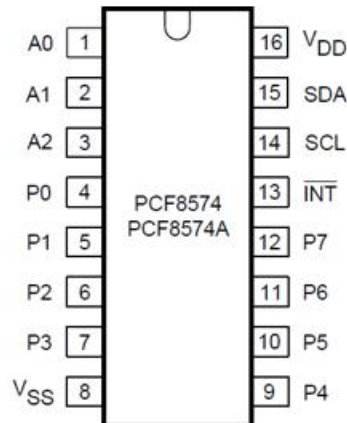 A0 1 16 VDD
A1 2 15 SDA
A2 3 14 SCL
P0 4 13 INT
PCF8574
PCF8574A
P1 5 12 P7
P2 6 11 P6
P3 7 10 P5
VSS 8 9 P4